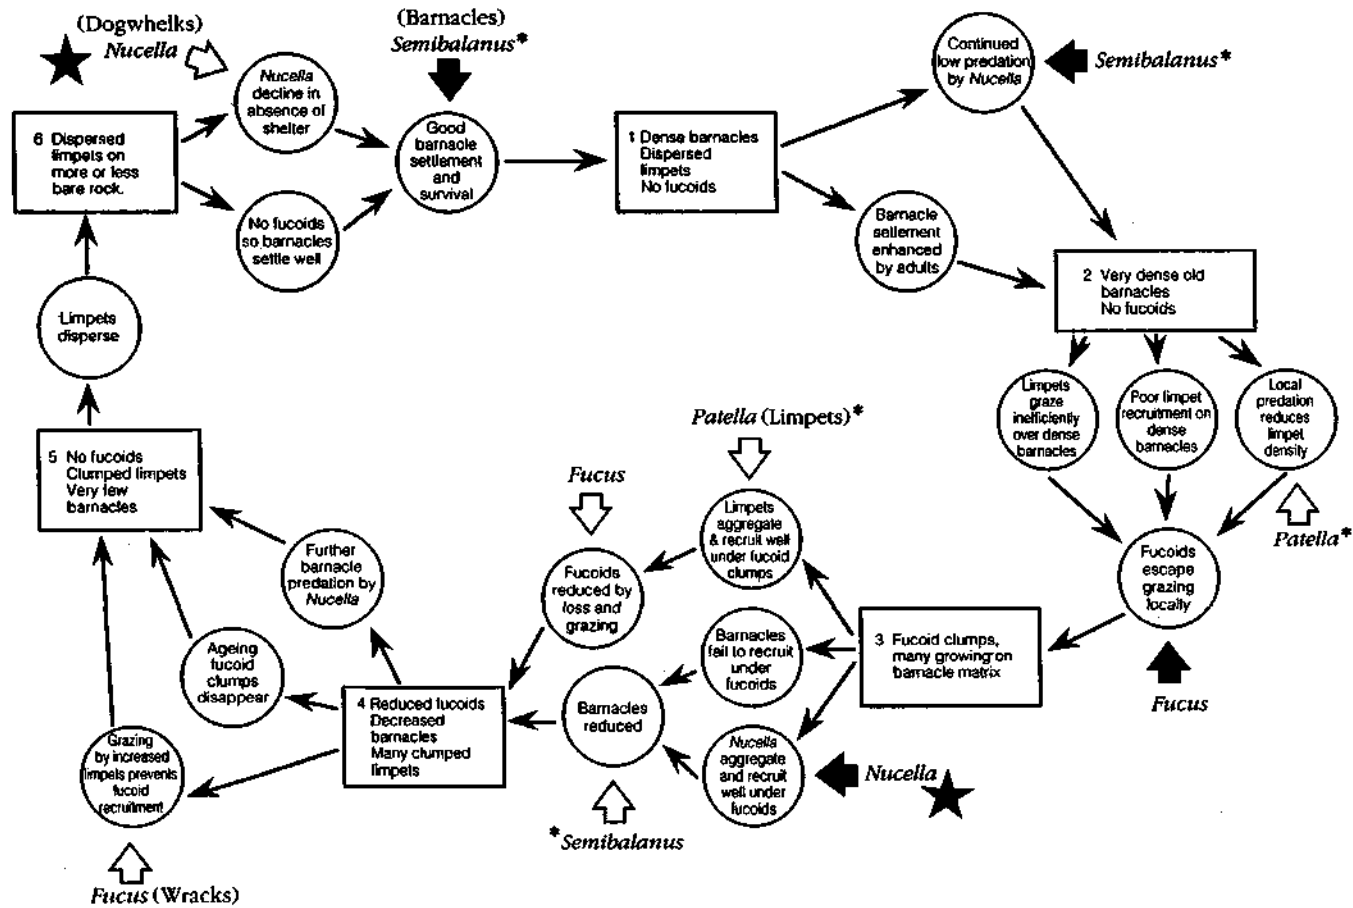 (Dogwhelks)
Nucella
(Barnacles)
Semibalanus*
Nucella
decline in
absence of
shelter
Good
barnacle
settlement
and
survival
6 Dispersed
limpets on
more or less
bare rock.
No fucoids
so barnacles
settle well
1 Dense barnacles
Dispersed
limpets
No fucoids
Continued
low predation
by Nucella
Semibalanus*
Barnacle
settlement
enhanced
by adults
2 Very dense old
barnacles
No fucoids
Limpets
disperse
Limpets
graze
inefficiently
over dense
barnacles
Poor limpet
recruitment on
dense
barnacles
Local
predation
reduces
limpet
density
Patella*
Patella (Limpets)*
Fucus
5 No fucoids
Clumped limpets
Very few
barnacles
Limpets
aggregate
& recruit well
under fucoid
clumps
Fucoids
escape
grazing
locally
Fucus
Further
barnacle
predation by
Nucella
Fucoids
reduced by
loss and
grazing
Barnacles
fail to recruit
under
fucoids
3 Fucoid clumps,
many growing on
barnacle matrix
Ageing
fucoid
clumps
disappear
4 Reduced fucoids
Decreased
barnacles
Many clumped
limpets
Barnacles
reduced
Nucella
aggregate
and recruit
well under
fucoids
Nucella
Grazing
by increased
limpets prevents
fucoid
recruitment
*Semibalanus
Fucus (Wracks)